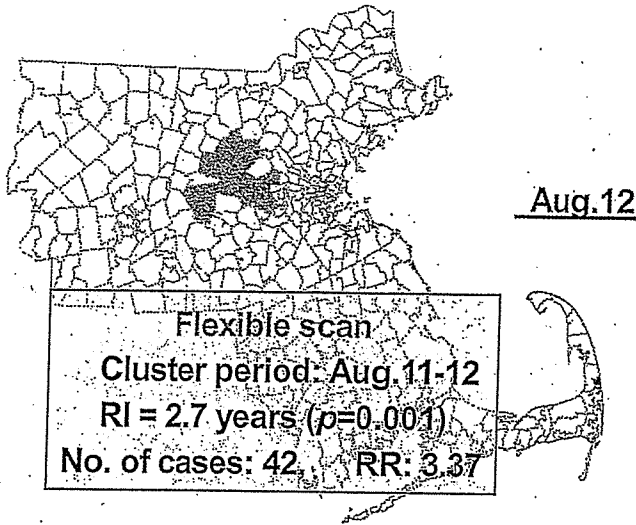 Aug.12
Flexible scan
Cluster period: Aug.11-12
RI = 2.7 years (p=0.001)
No. of cases: 42, RR: 3.37